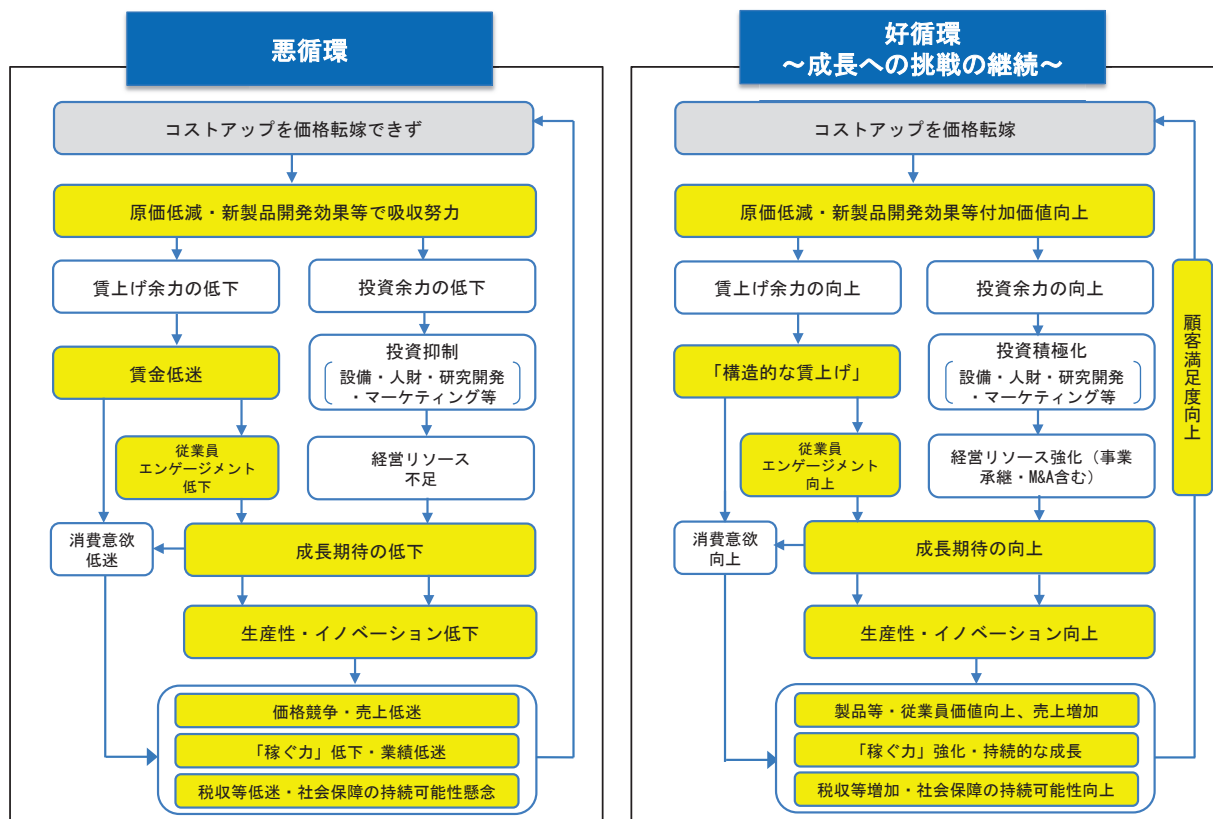 悪循環
コストアップを価格転嫁できず
原価低減・新製品開発効果等で吸収努力
賃上げ余力の低下
投資余力の低下
賃金低迷
投資抑制
設備・人財・研究開発
・マーケティング等
従業員
エンゲージメント
低下
経営リソース
不足
消費意欲
低迷
成長期待の低下
生産性・イノベーション低下
価格競争・売上低迷
「稼ぐ力」低下・業績低迷
税収等低迷・社会保障の持続可能性懸念
好循環
～成長への挑戦の継続～
コストアップを価格転嫁
原価低減・新製品開発効果等付加価値向上
賃上げ余力の向上
投資余力の向上
「構造的な賃上げ」
投資積極化
設備・人財・研究開発
・マーケティング等
従業員
エンゲージメント
向上
経営リソース強化（事業
承継・M&A含む）
消費意欲
向上
成長期待の向上
生産性・イノベーション向上
製品等・従業員価値向上、売上増加
「稼ぐ力」強化・持続的な成長
税収等増加・社会保障の持続可能性向上
顧客満足度向上